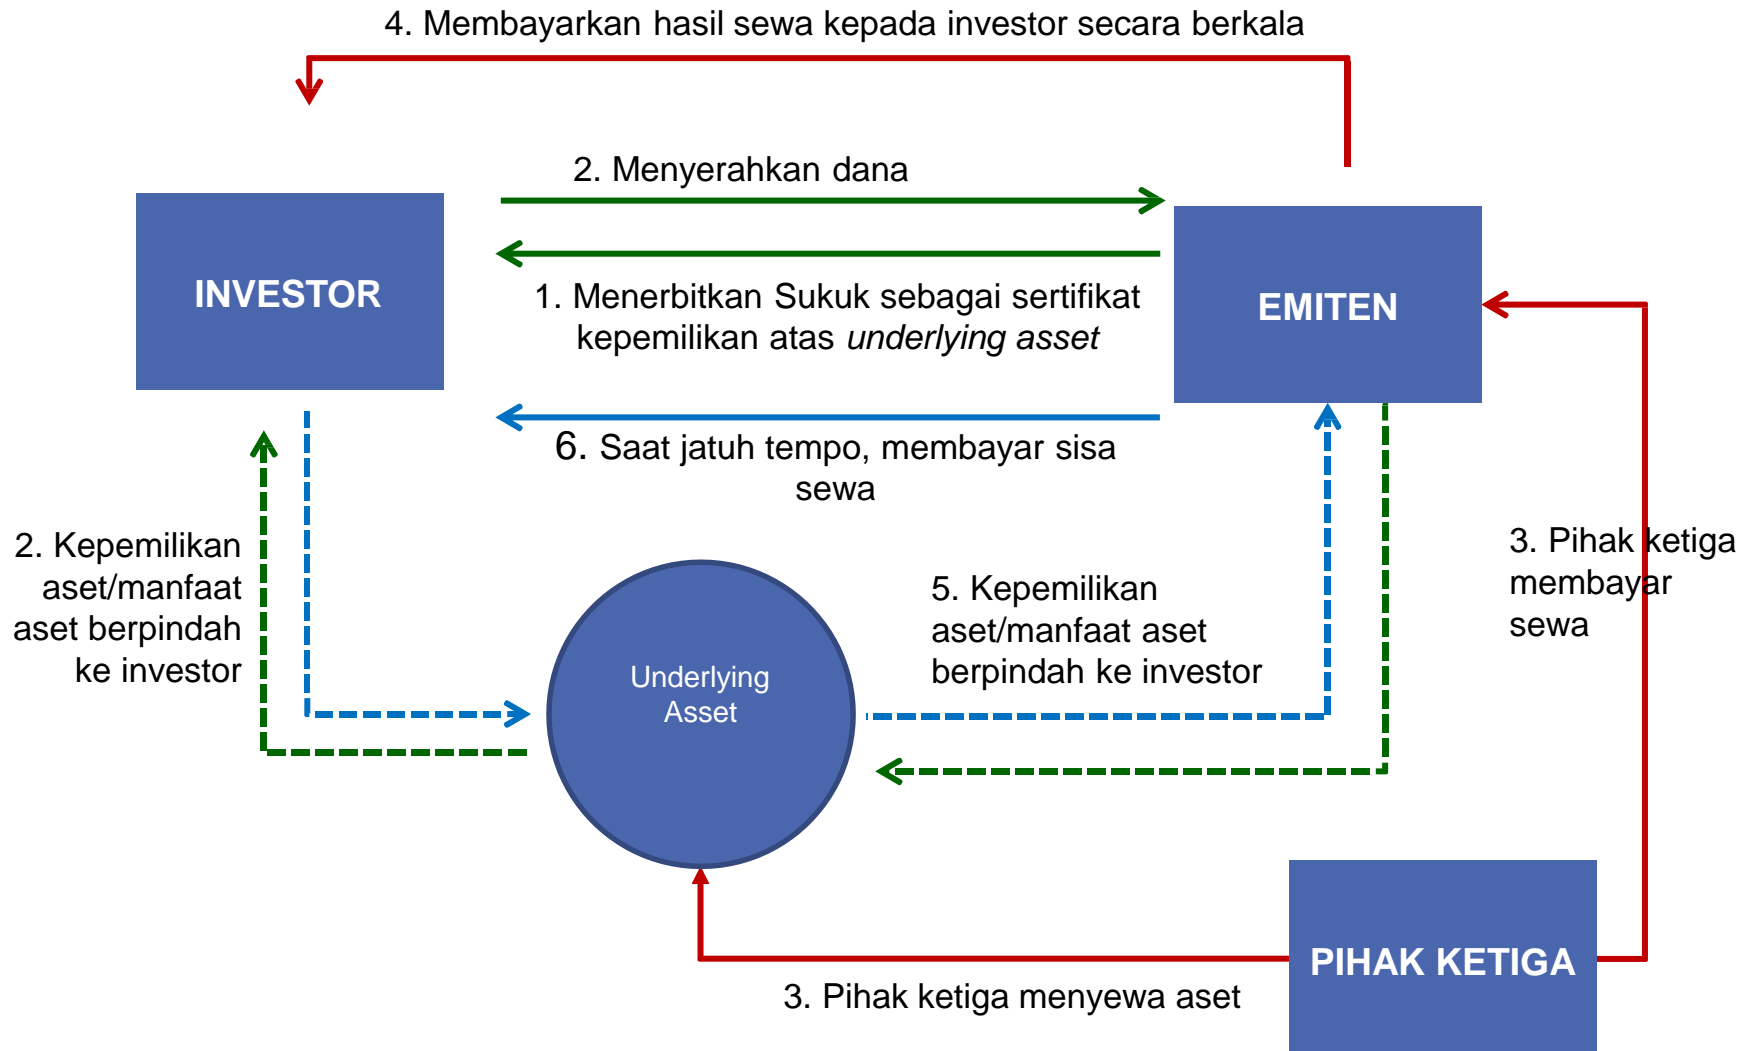 4. Membayarkan hasil sewa kepada investor secara berkala
2. Menyerahkan dana
INVESTOR
EMITEN
1. Menerbitkan Sukuk sebagai sertifikat
kepemilikan atas underlying asset
6. Saat jatuh tempo, membayar sisa
sewa
2. Kepemilikan
aset/manfaat
aset berpindah
ke investor
Underlying
Asset
5. Kepemilikan
aset/manfaat aset
berpindah ke investor
3. Pihak ketiga
membayar
sewa
PIHAK KETIGA
3. Pihak ketiga menyewa aset